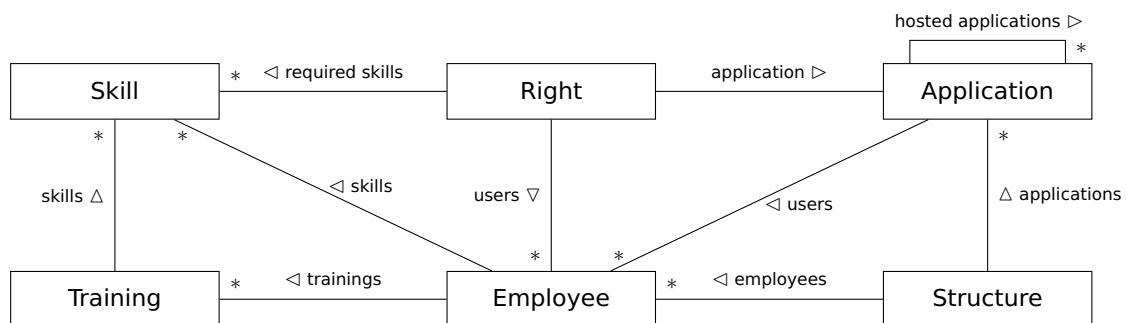 hosted applications ▷
*
* ◁ required skills
application ▷
Skill
Right
Application
*
*
*
skills △
◁ skills
users ▽
◁ users
△ applications
*
*
* ◁ trainings
* ◁ employees
Training
Employee
Structure